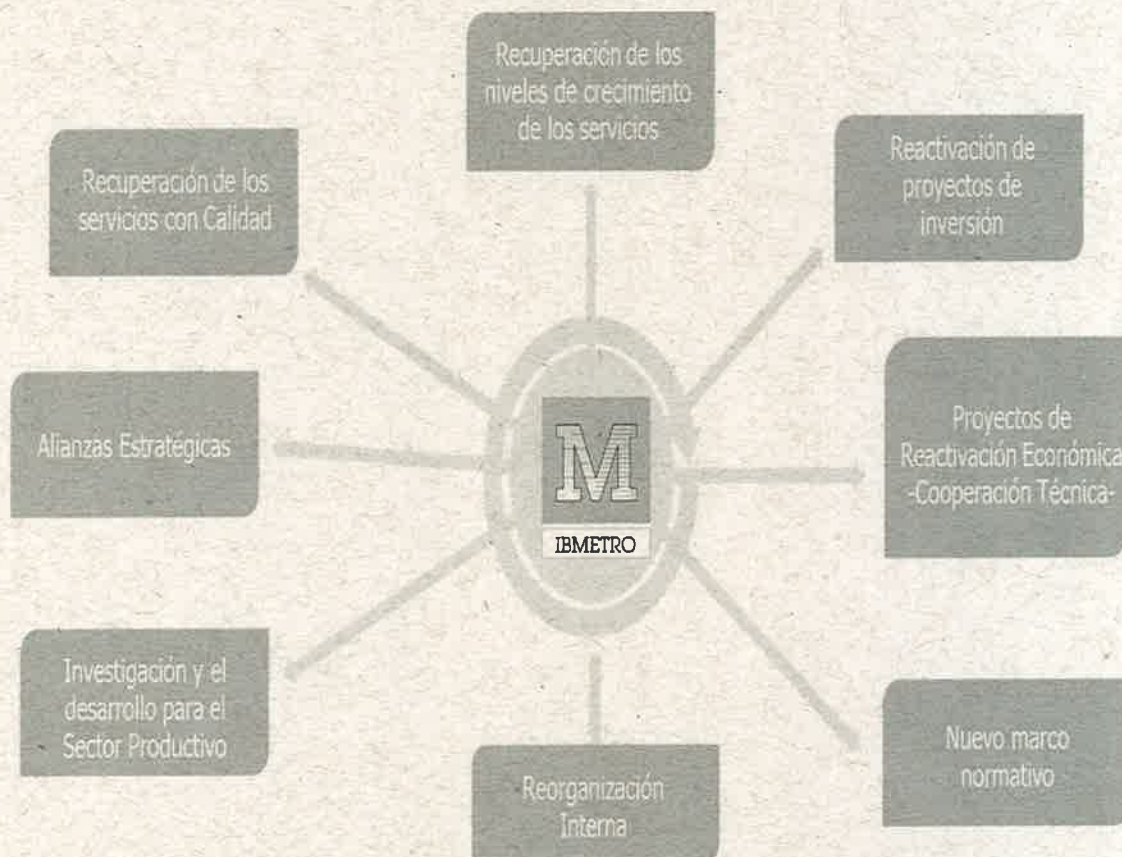 Recuperación de los
niveles de crecimiento
de los servicios
Recuperación de los
servicios con Calidad
Reactivación de
proyectos de
inversión
Alianzas Estratégicas
M
IBMETRO
Proyectos de
Reactivación Económica
-Cooperación Técnica-
Investigación y el
desarrollo para el
Sector Productivo
Reorganización
Interna
Nuevo marco
normativo